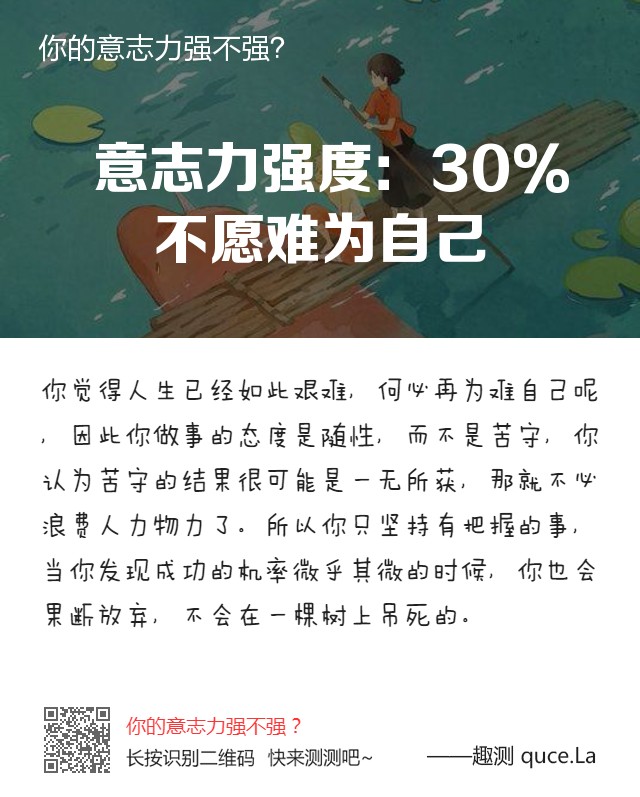 你的意志力强不强?
意志力强度：30%
不愿难为自己
你觉得人生已经如此艰难，何必再为难自己呢
，因此你做事的态度是随性，而不是苦守，你
认为苦守的结果很可能是一无所获，那就不必
浪费人力物力了。所以你只坚持有把握的事，
当你发现成功的机率微乎其微的时候，你也会
果断放弃，不会在一棵树上吊死的。
你的意志力强不强？
长按识别二维码 快来测测吧~
——趣测 quce.La